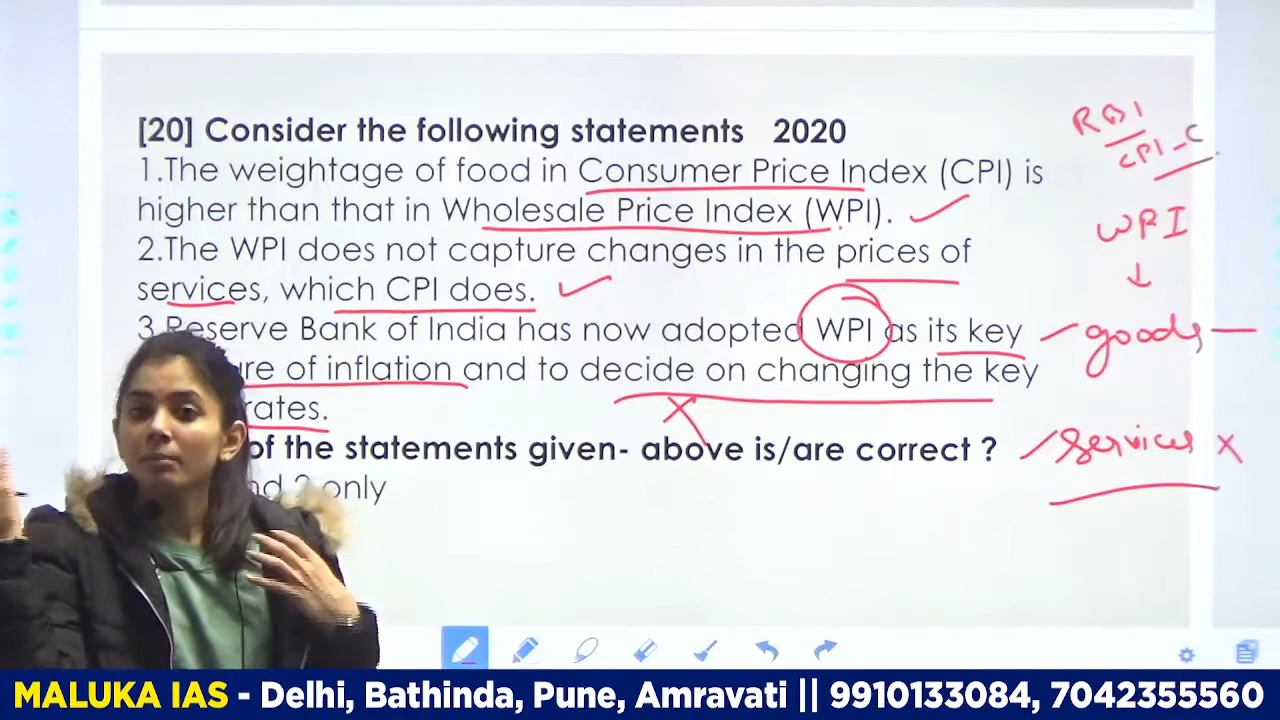 [20] Consider the following statements 2020
1.The weightage of food in Consumer Price Index (CPI) is
higher than that in Wholesale Price Index (WPI).
2.The WPI does not capture changes in the prices of
services, which CPI does.
3.Reserve Bank of India has now adopted WPI as its key
ure of inflation and to decide on changing the key
rates.
of the statements given- above is/are correct ?
only
RBI
CPI-C
WPI
↓
goods
services x
MALUKA IAS - Delhi, Bathinda, Pune, Amravati || 9910133084, 7042355560